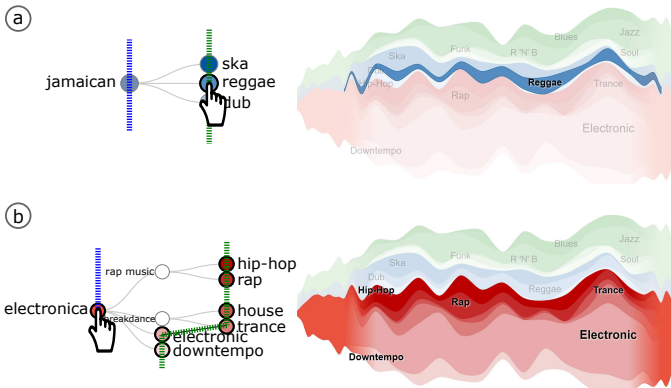 a
jamaican
ska
reggae
dub
Jazz
Blues
Funk
R 'N' B
Soul
Ska
Dub
Hip-Hop
Reggae
Trance
Rap
Electronic
Downtempo
b
rap music
hip-hop
rap
electronica
breakdance
house
trance
electronic
downtempo
Jazz
Blues
Funk
R 'N' B
Soul
Ska
Dub
Hip-Hop
Reggae
Trance
Rap
Electronic
Downtempo